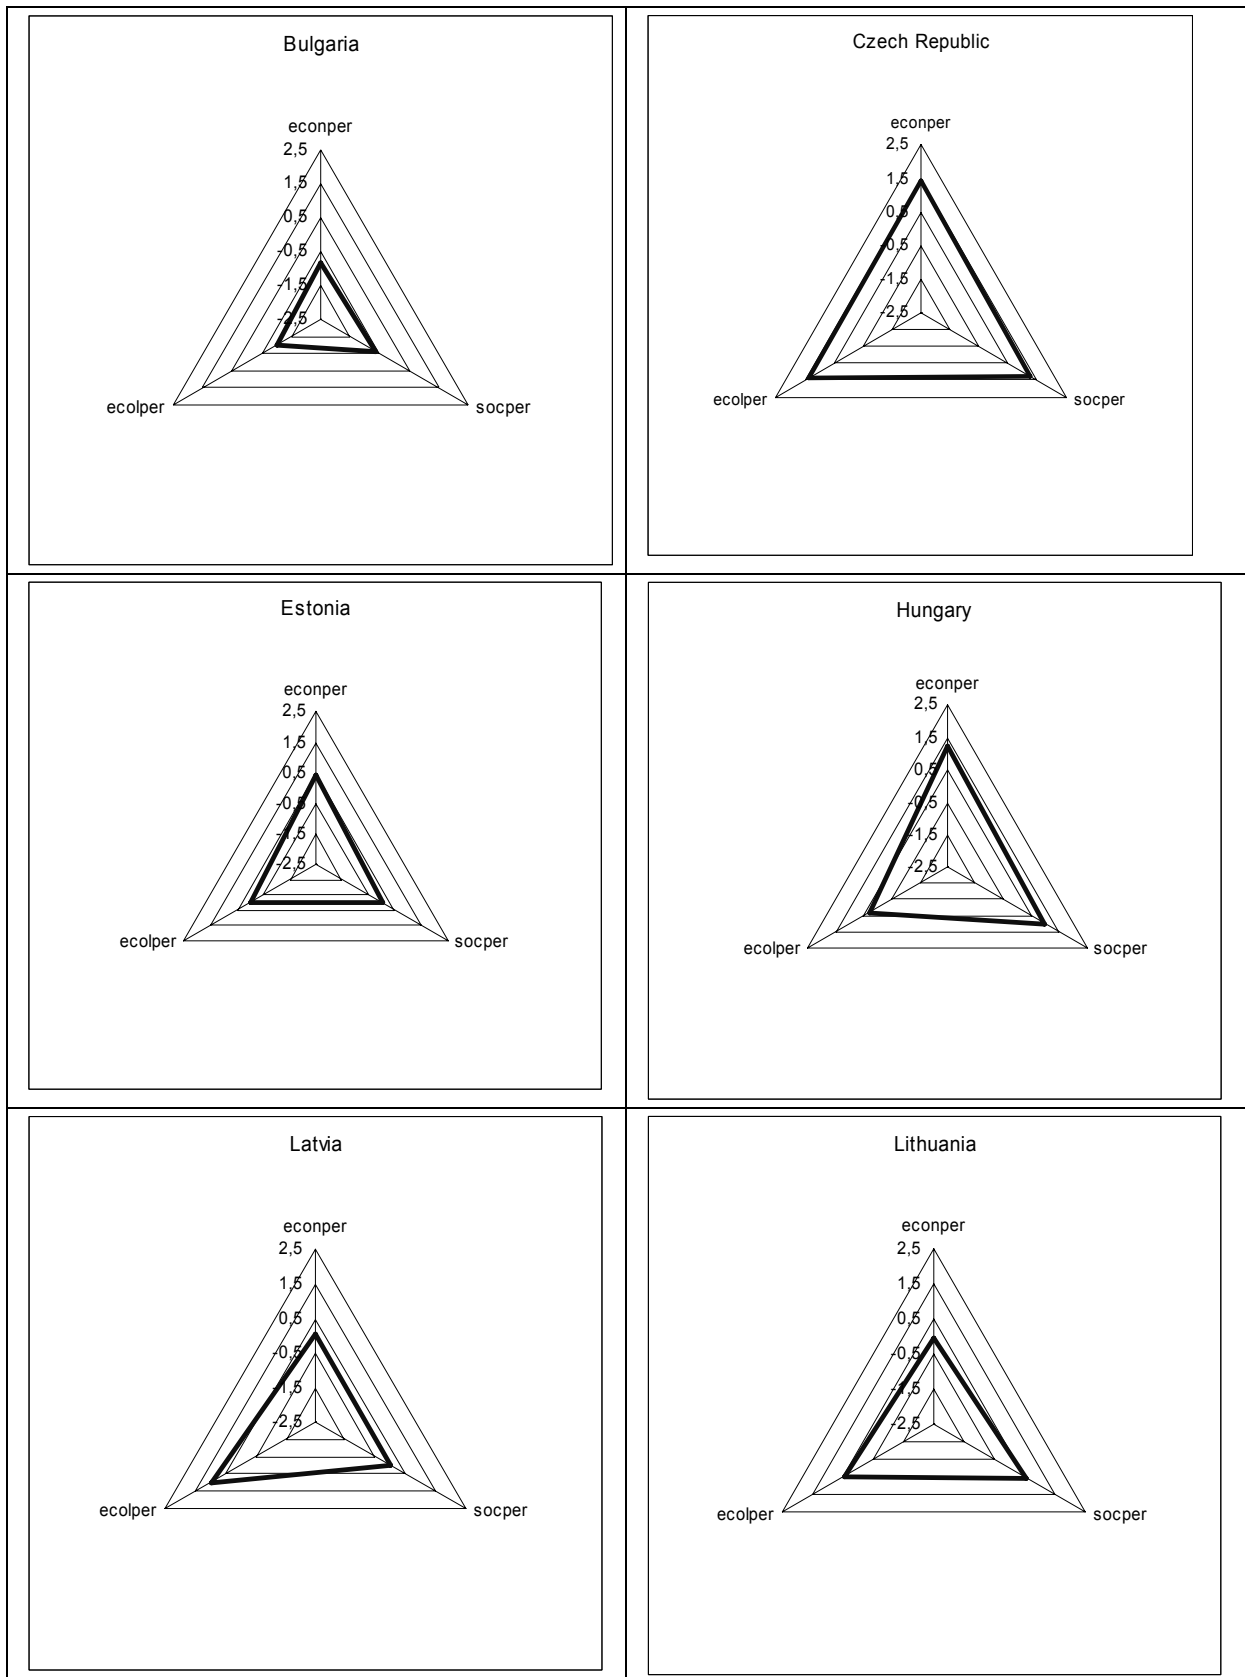 Bulgaria
econper
2,5
1,5
0,5
-0,5
-1,5
-2,5
ecolper
socper
Czech Republic
econper
2,5
1,5
0,5
-0,5
-1,5
-2,5
ecolper
socper
Estonia
econper
2,5
1,5
0,5
-0,5
-1,5
-2,5
ecolper
socper
Hungary
econper
2,5
1,5
0,5
-0,5
-1,5
-2,5
ecolper
socper
Latvia
econper
2,5
1,5
0,5
-0,5
-1,5
-2,5
ecolper
socper
Lithuania
econper
2,5
1,5
0,5
-0,5
-1,5
-2,5
ecolper
socper